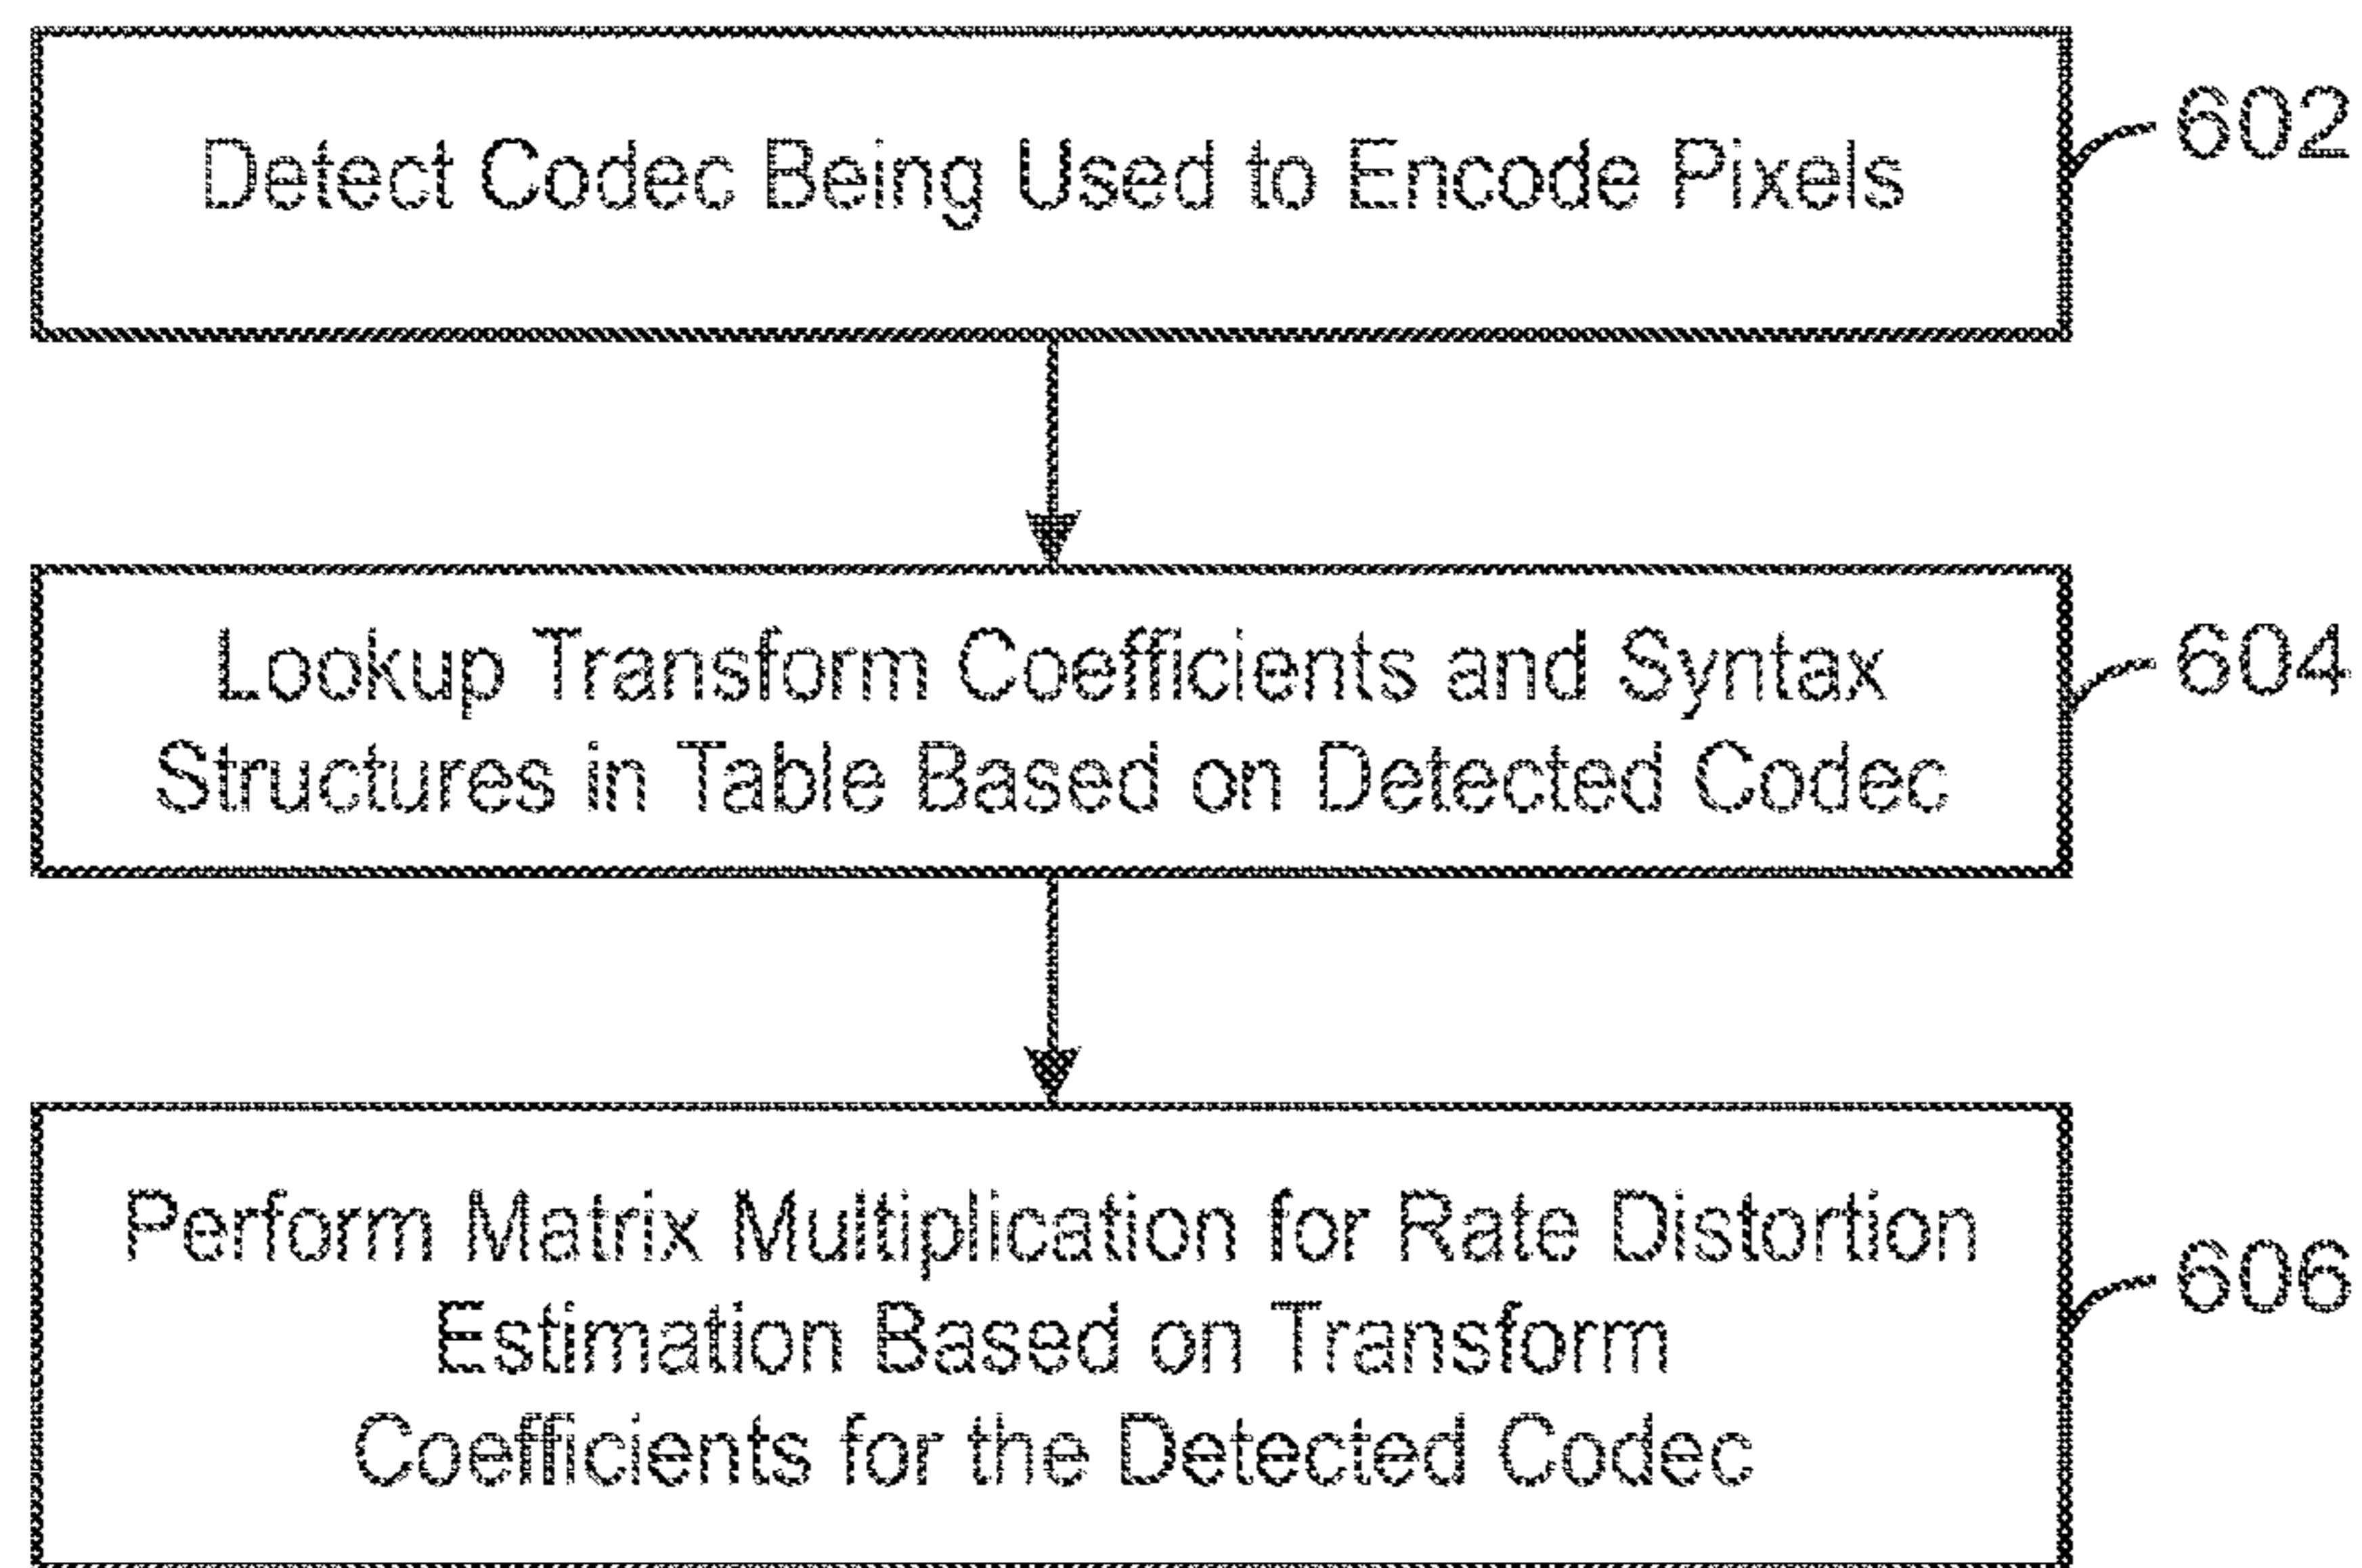 Detect Codec Being Used to Encode Pixels
602
Lookup Transform Coefficients and Syntax
Structures in Table Based on Detected Codec
604
Perform Matrix Multiplication for Rate Distortion
Estimation Based on Transform
Coefficients for the Detected Codec
606